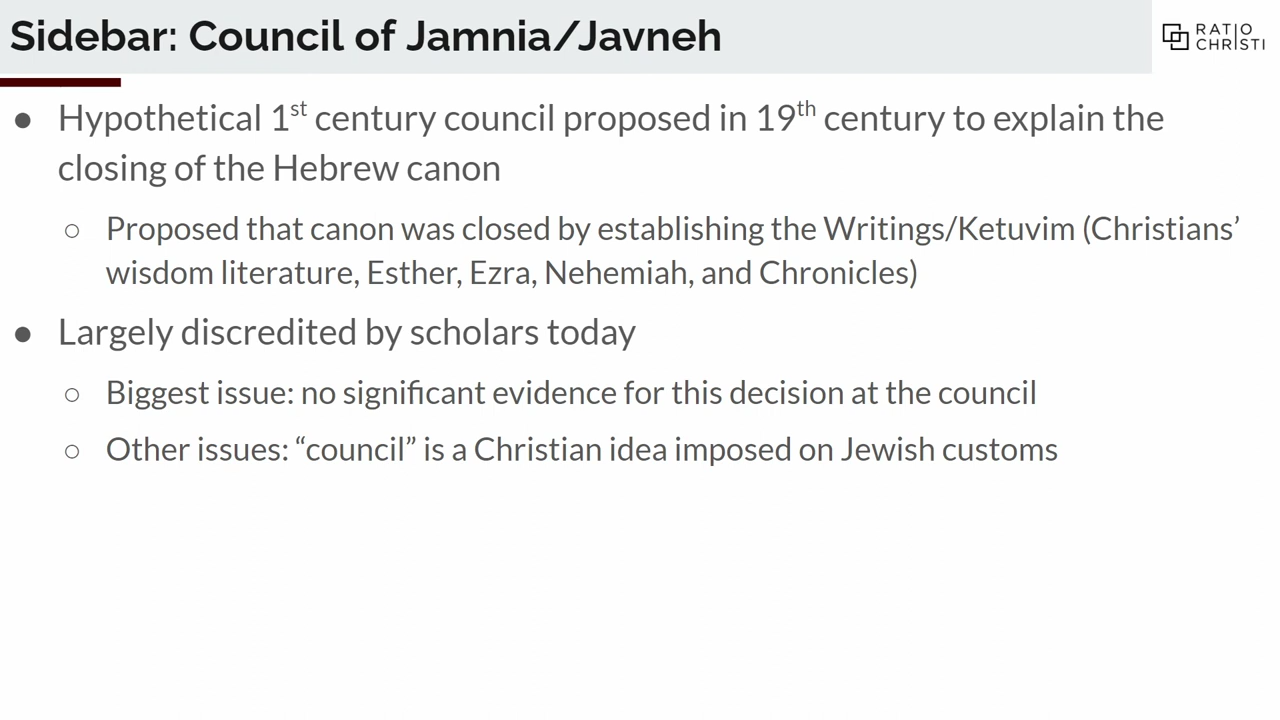 Sidebar: Council of Jamnia/Javneh
RATIO
CHRISTI
● Hypothetical 1st century council proposed in 19th century to explain the
closing of the Hebrew canon
○ Proposed that canon was closed by establishing the Writings/Ketuvim (Christians’
wisdom literature, Esther, Ezra, Nehemiah, and Chronicles)
● Largely discredited by scholars today
○ Biggest issue: no significant evidence for this decision at the council
○ Other issues: “council” is a Christian idea imposed on Jewish customs